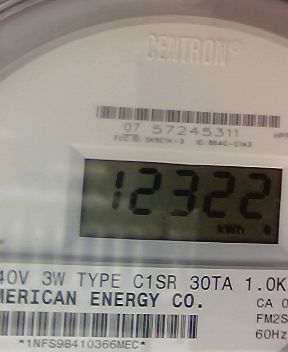 CENTRON®
07 57245311
12322
kWh
40V 3W TYPE C1SR 30TA 1.0K
MERICAN ENERGY CO.
CA 0
FM2S
60Hz
*1NFS98410366MEC*